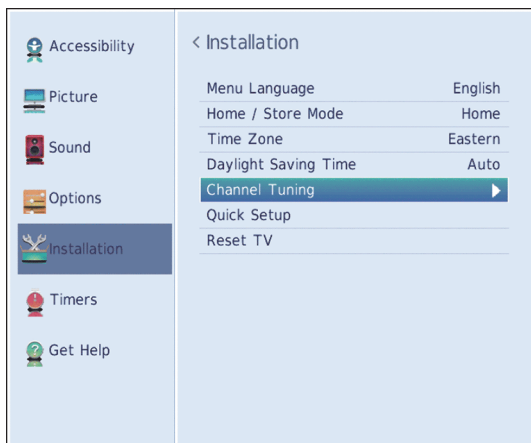 Accessibility
Picture
Sound
Options
Installation
Timers
Get Help
< Installation
Menu Language English
Home / Store Mode Home
Time Zone Eastern
Daylight Saving Time Auto
Channel Tuning
Quick Setup
Reset TV